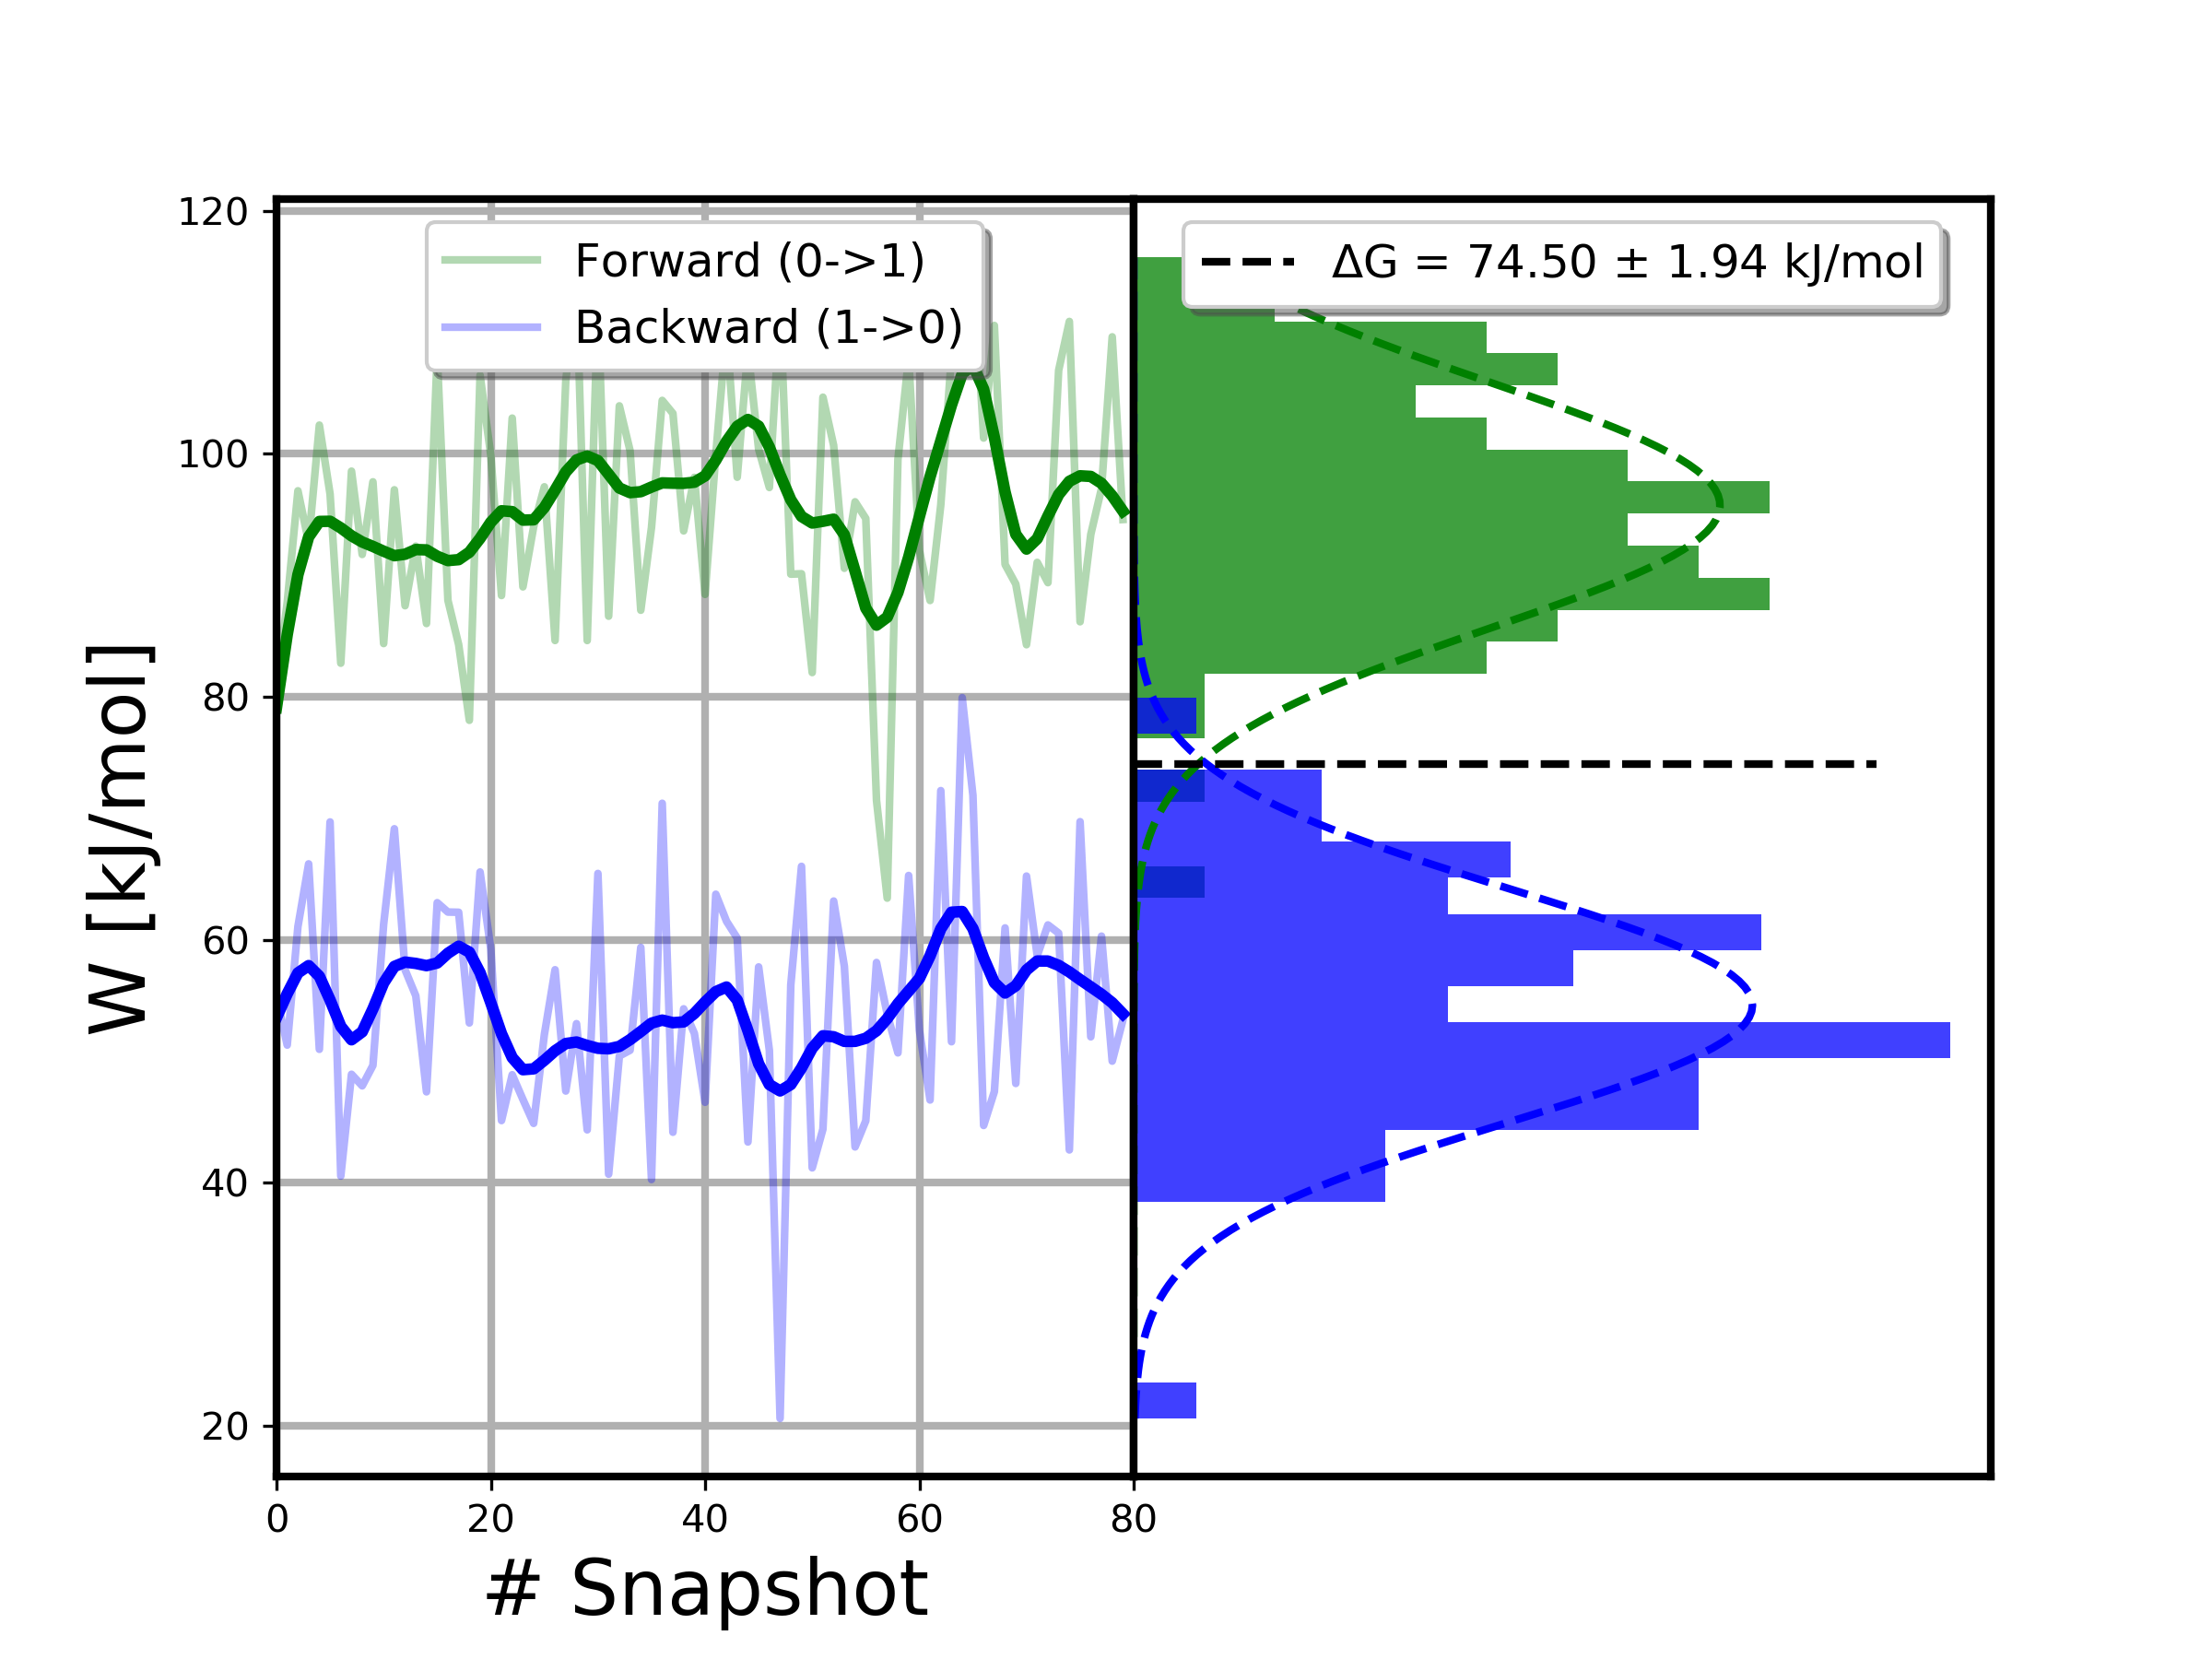 120
100
80
60
40
20
W [kJ/mol]
Forward (0->1)
Backward (1->0)
ΔG = 74.50 ± 1.94 kJ/mol
0
20
40
60
80
# Snapshot